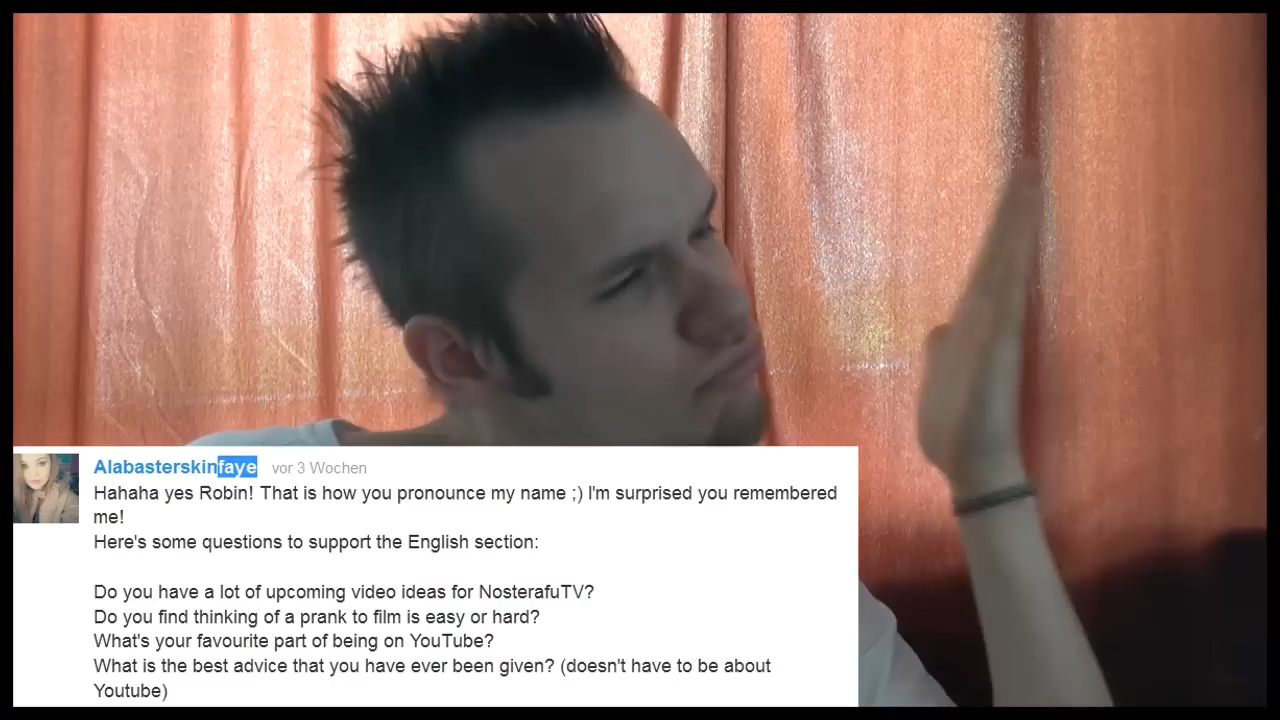 Alabasterskinfaye vor 3 Wochen
Hahaha yes Robin! That is how you pronounce my name ;) I'm surprised you remembered
me!
Here's some questions to support the English section:
Do you have a lot of upcoming video ideas for NosterafuTV?
Do you find thinking of a prank to film is easy or hard?
What's your favourite part of being on YouTube?
What is the best advice that you have ever been given? (doesn't have to be about
Youtube)